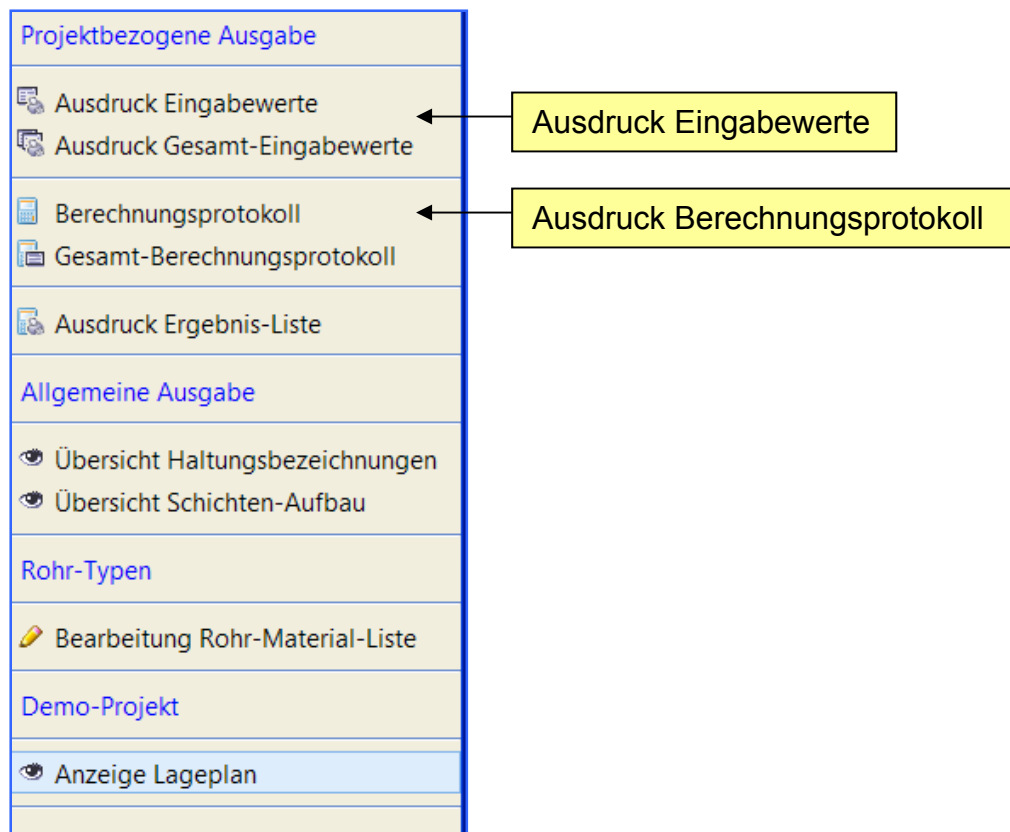 Projektbezogene Ausgabe
Ausdruck Eingabewerte
Ausdruck Gesamt-Eingabewerte
Ausdruck Eingabewerte
Berechnungsprotokoll
Gesamt-Berechnungsprotokoll
Ausdruck Berechnungsprotokoll
Ausdruck Ergebnis-Liste
Allgemeine Ausgabe
Übersicht Haltungsbezeichnungen
Übersicht Schichten-Aufbau
Rohr-Typen
Bearbeitung Rohr-Material-Liste
Demo-Projekt
Anzeige Lageplan